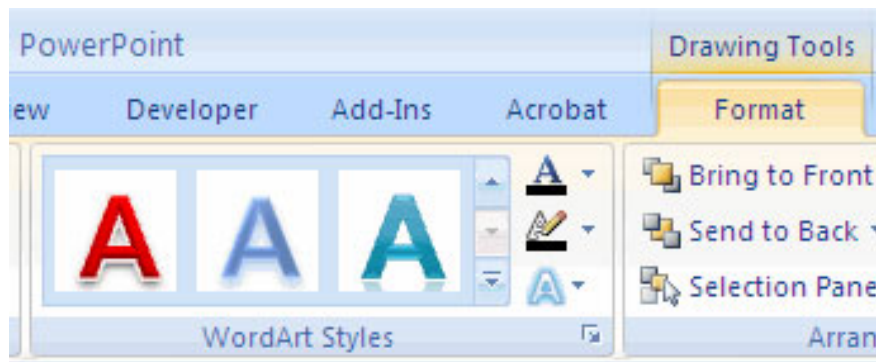 PowerPoint Drawing Tools
ew Developer Add-Ins Acrobat Format
A A A A Bring to Front
Send to Back
A Selection Pane
WordArt Styles Arran